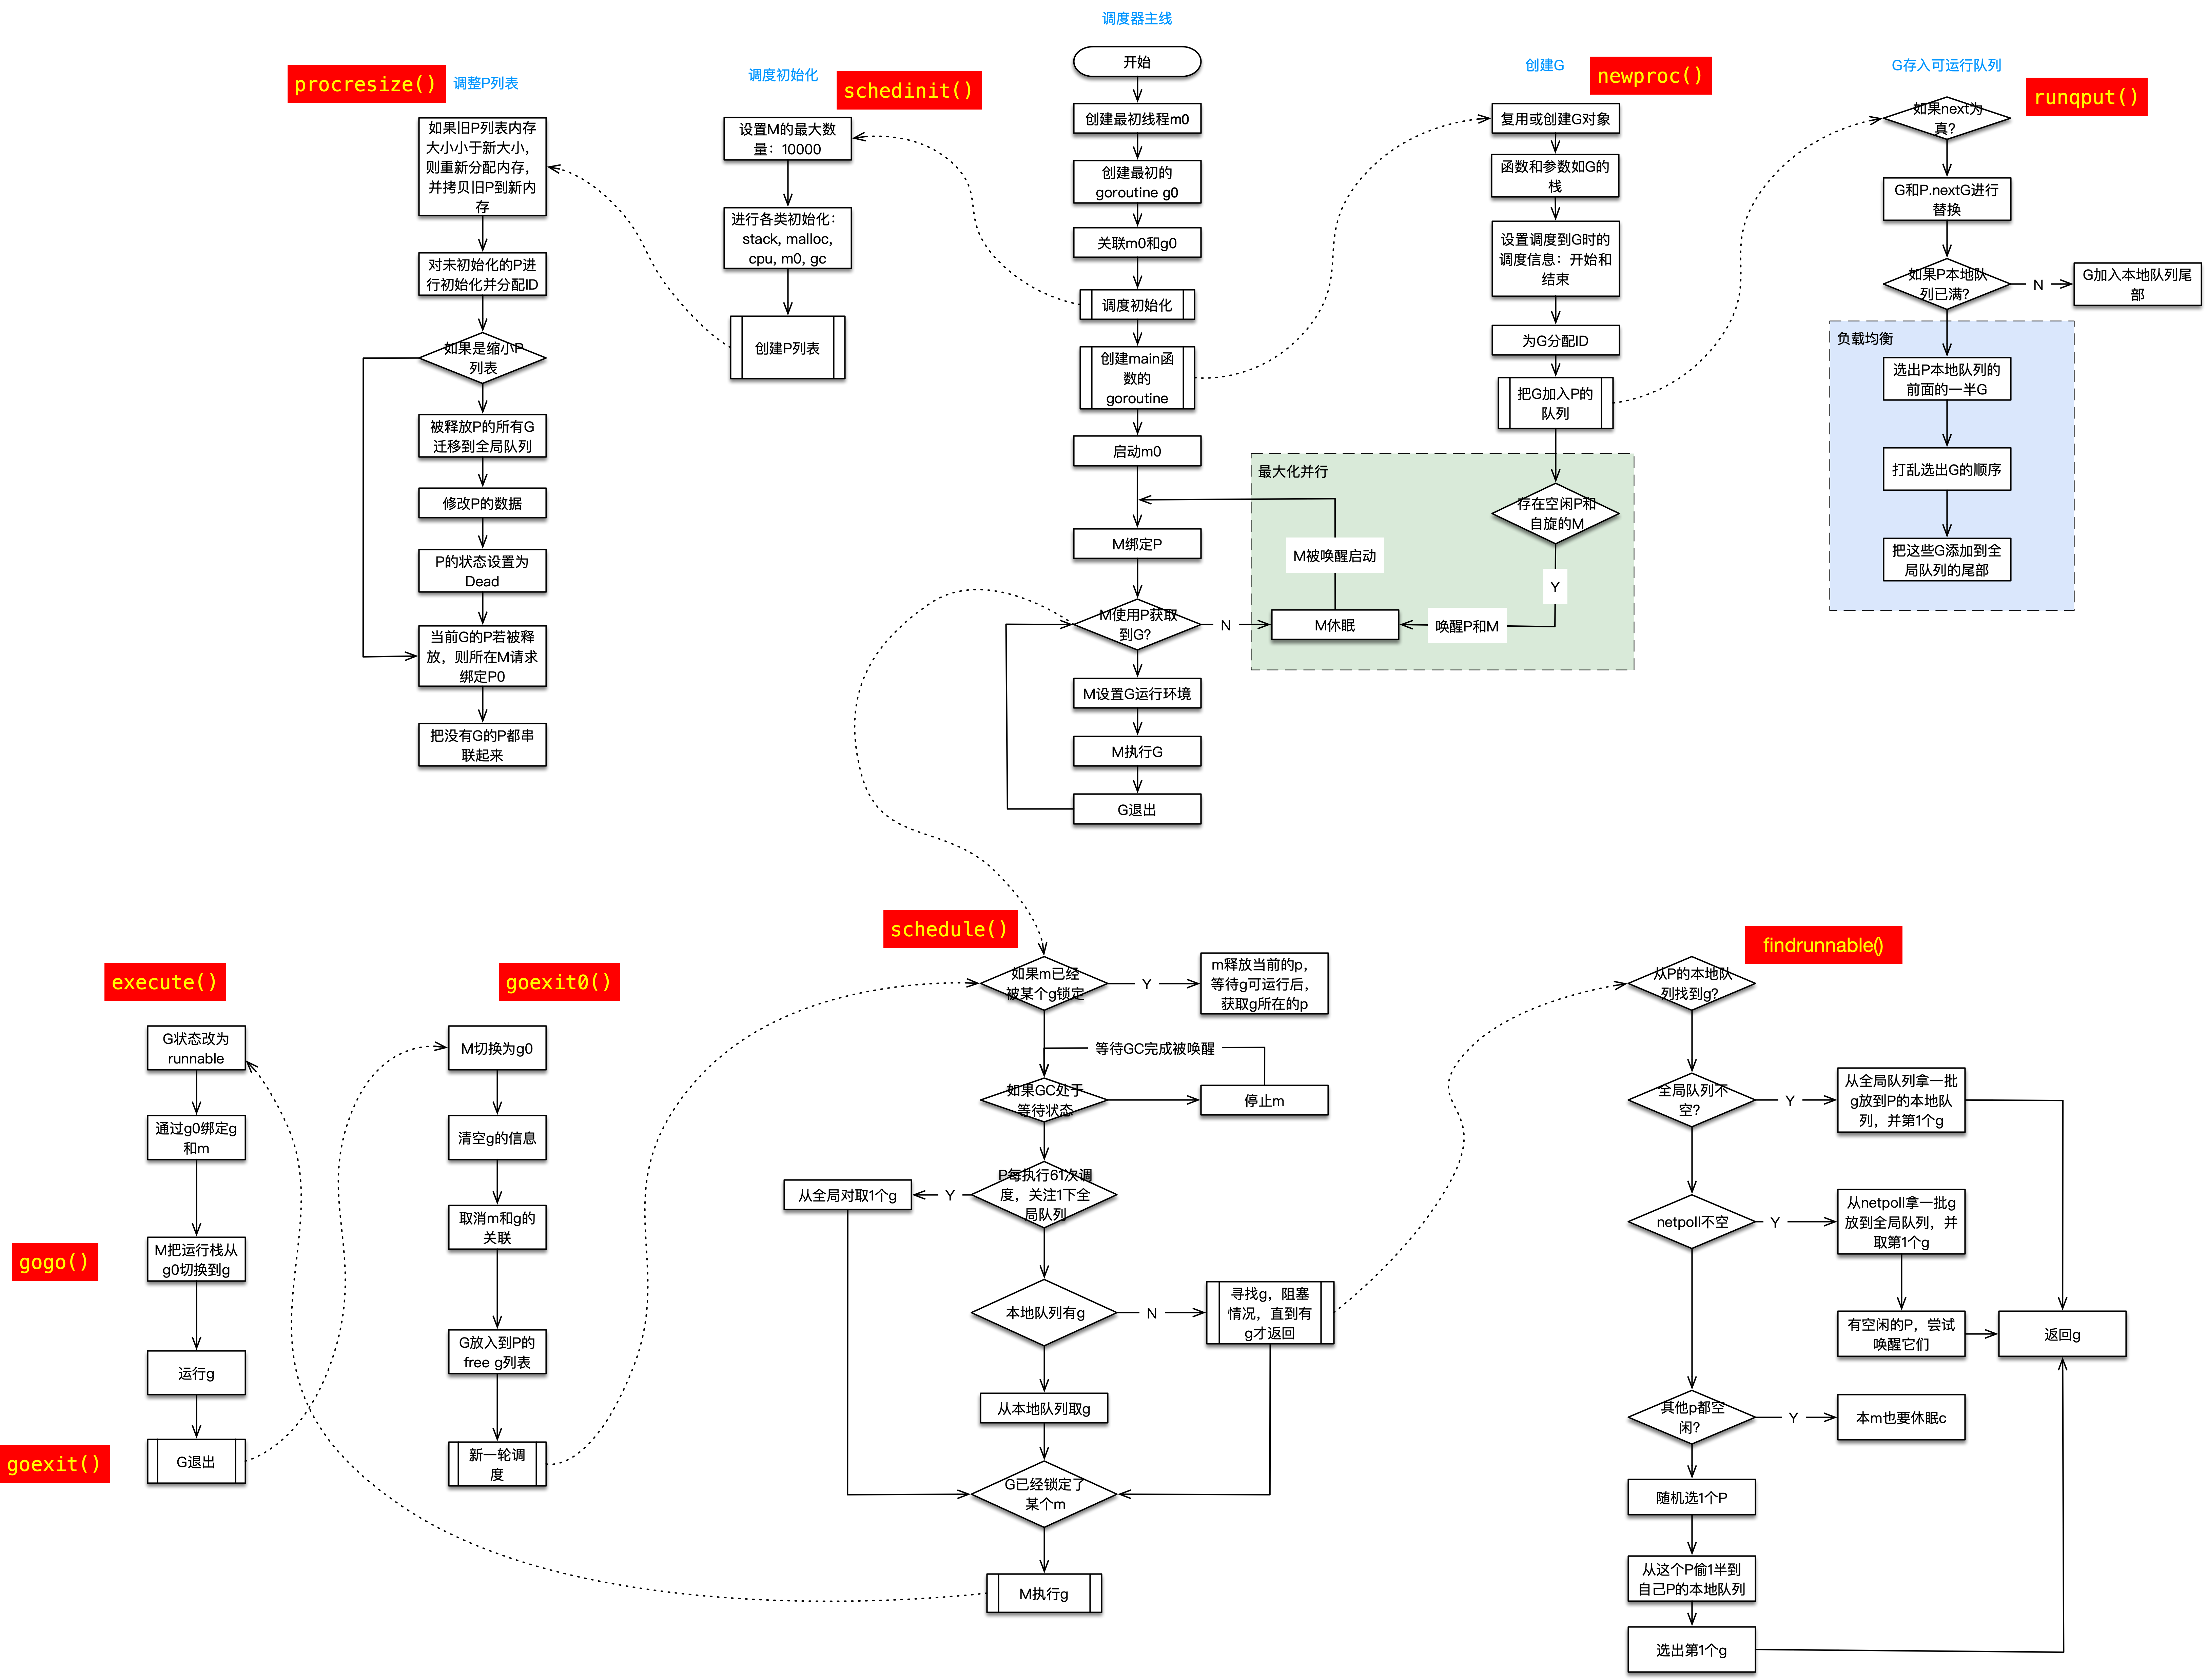 调度器主线
开始
创建最初线程m0
创建最初的
goroutine g0
关联m0和g0
调度初始化
创建main函
数的
goroutine
启动m0
M绑定P
M使用P获取
到G?
N
M设置G运行环境
M执行G
G退出
procresize()
调整P列表
如果旧P列表内存
大小小于新大小，
则重新分配内存，
并拷贝旧P到新内
存
对未初始化的P进
行初始化并分配ID
如果是缩小P
列表
被释放P的所有G
迁移到全局队列
修改P的数据
P的状态设置为
Dead
当前G的P若被释
放，则所在M请求
绑定P0
把没有G的P都串
联起来
调度初始化
schedinit()
设置M的最大数
量：10000
进行各类初始化：
stack, malloc,
cpu, m0, gc
创建P列表
创建G
newproc()
复用或创建G对象
函数和参数如G的
栈
设置调度到G时的
调度信息：开始和
结束
为G分配ID
把G加入P的
队列
最大化并行
存在空闲P和
自旋的M
Y
唤醒P和M
M休眠
M被唤醒启动
G存入可运行队列
runqput()
如果next为
真?
G和P.nextG进行
替换
如果P本地队
列已满?
N
G加入本地队列尾
部
负载均衡
选出P本地队列的
前面的一半G
打乱选出G的顺序
把这些G添加到全
局队列的尾部
execute()
G状态改为
runnable
通过g0绑定g
和m
gogo()
M把运行栈从
g0切换到g
运行g
goexit()
G退出
goexit0()
M切换为g0
清空g的信息
取消m和g的
关联
G放入到P的
free g列表
新一轮调
度
schedule()
如果m已经
被某个g锁定
Y
m释放当前的p，
等待g可运行后，
获取g所在的p
等待GC完成被唤醒
如果GC处于
等待状态
停止m
P每执行61次调
度，关注1下全
局队列
Y
从全局对取1个g
本地队列有g
N
寻找g，阻塞
情况，直到有
g才返回
从本地队列取g
G已经锁定了
某个m
M执行g
findrunnable()
从P的本地队
列找到g?
全局队列不
空?
Y
从全局队列拿一批
g放到P的本地队
列，并第1个g
netpoll不空
Y
从netpoll拿一批g
放到全局队列，并
取第1个g
有空闲的P，尝试
唤醒它们
返回g
其他p都空
闲?
Y
本m也要休眠c
随机选1个P
从这个P偷1半到
自己P的本地队列
选出第1个g